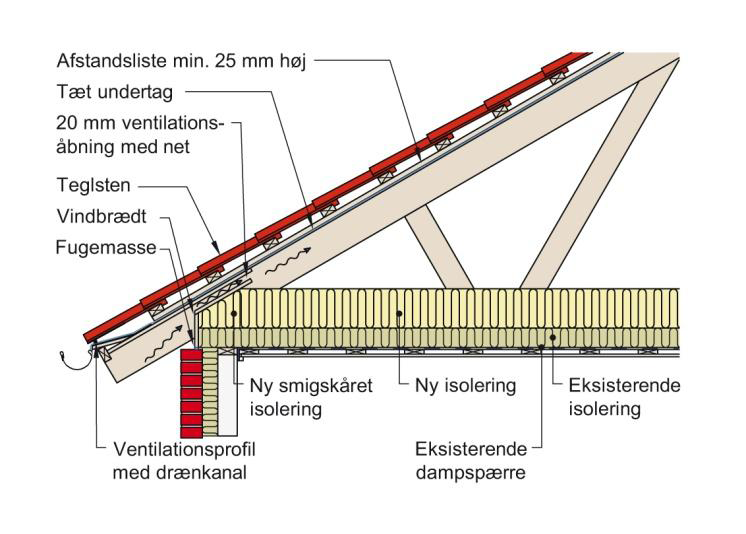 Afstandsliste min. 25 mm høj
Tæt undertag
20 mm ventilations-
åbning med net
Teglsten
Vindbrædt
Fugemasse
Ny smigskåret
isolering
Ny isolering
Eksisterende
isolering
Ventilationsprofil
med drænkanal
Eksisterende
dampspærre